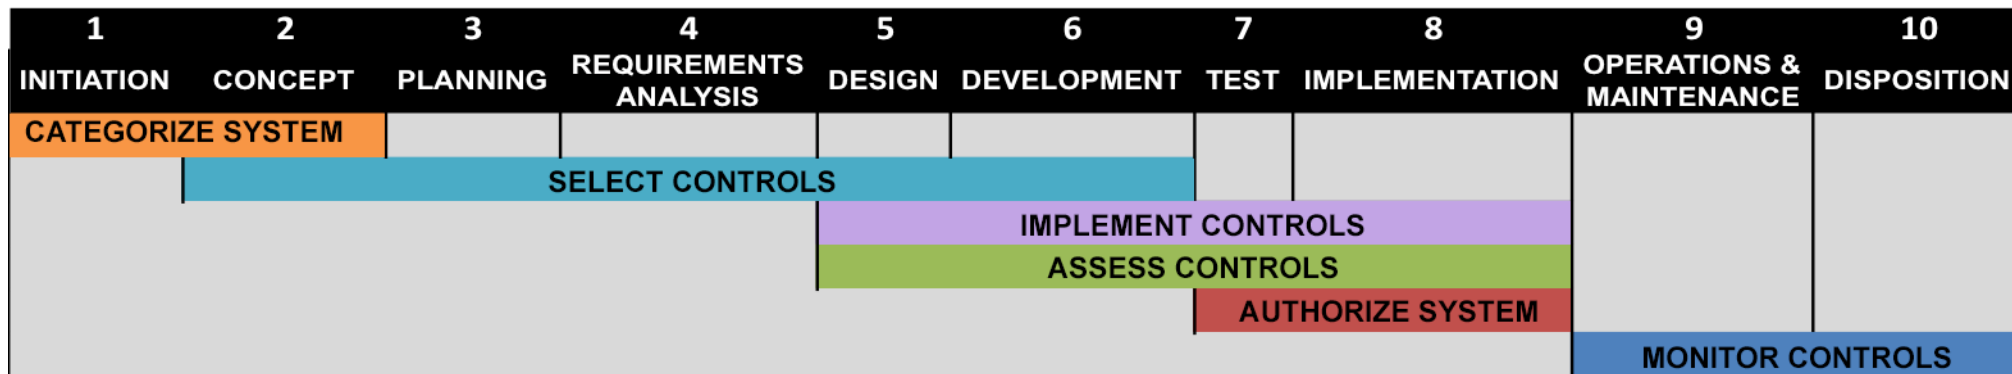 1 2 3 4 5 6 7 8 9 10
INITIATION CONCEPT PLANNING REQUIREMENTS ANALYSIS DESIGN DEVELOPMENT TEST IMPLEMENTATION OPERATIONS & MAINTENANCE DISPOSITION
CATEGORIZE SYSTEM
SELECT CONTROLS
IMPLEMENT CONTROLS
ASSESS CONTROLS
AUTHORIZE SYSTEM
MONITOR CONTROLS